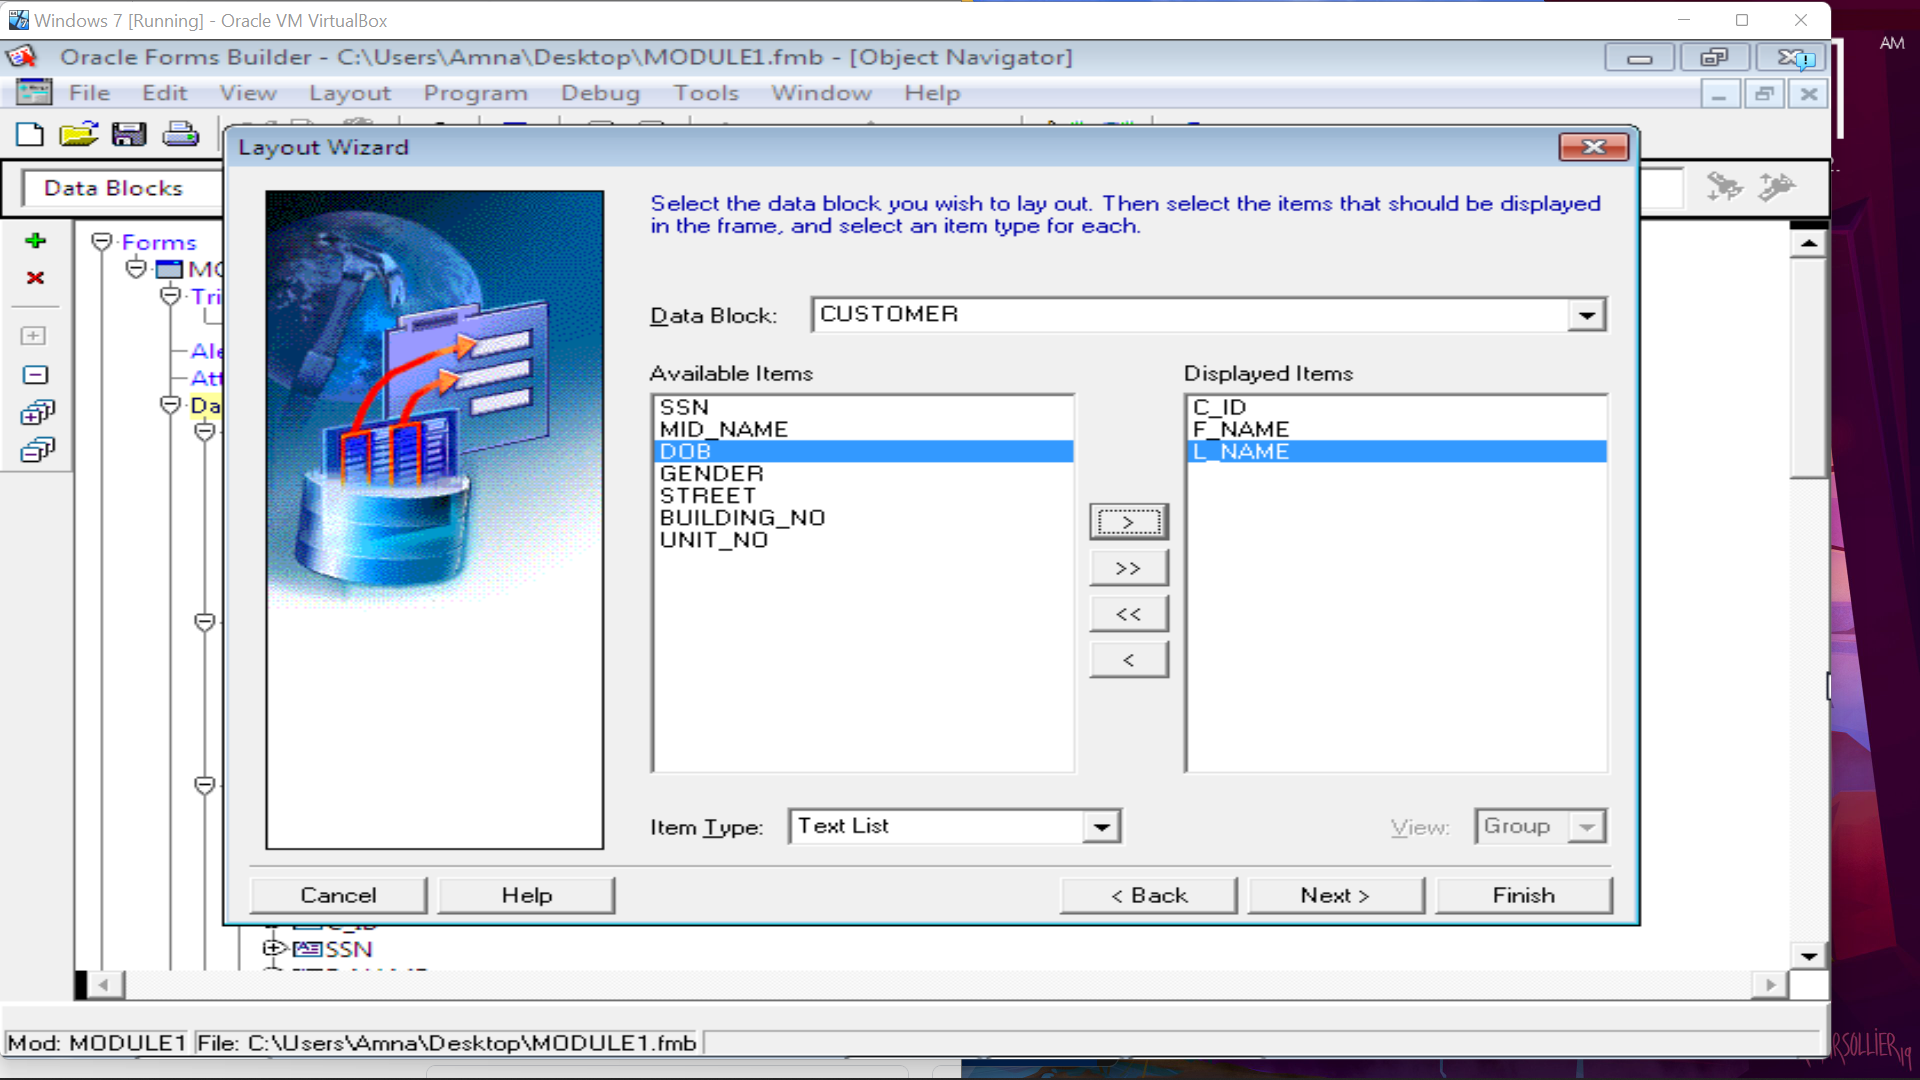 Windows 7 [Running] - Oracle VM VirtualBox
AM
Oracle Forms Builder - C:\Users\Amna\Desktop\MODULE1.fmb - [Object Navigator]
File Edit View Layout Program Debug Tools Window Help
Layout Wizard
Data Blocks
Select the data block you wish to lay out. Then select the items that should be displayed
in the frame, and select an item type for each.
Forms
Data Block: CUSTOMER
Available Items
Displayed Items
SSN
MID_NAME
DOB
GENDER
STREET
BUILDING_NO
UNIT_NO
C_ID
F_NAME
L_NAME
>
>>
<<
<
Item Type: Text List
View: Group
Cancel Help < Back Next > Finish
SSN
Mod: MODULE1 File: C:\Users\Amna\Desktop\MODULE1.fmb